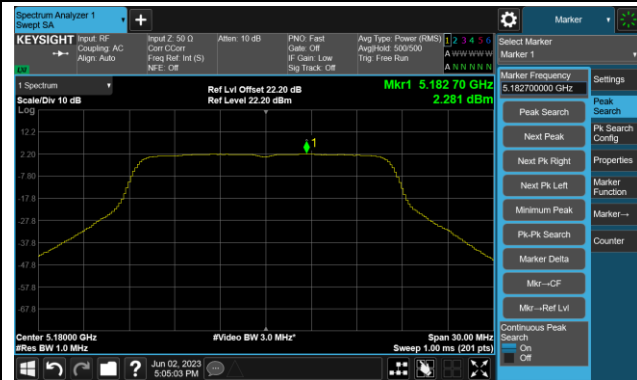 Spectrum Analyzer 1
Swept SA
Marker
KEYSIGHT
Input: RF
Coupling: AC
Align: Auto
Input Z: 50 Ω
Corr CCorr
Freq Ref: Int (S)
NFE: Off
Atten: 10 dB
PNO: Fast
Gate: Off
IF Gain: Low
Sig Track: Off
Avg Type: Power (RMS)
Avg|Hold: 500/500
Trig: Free Run
1 2 3 4 5 6
A W W W W W
A N N N N N
Select Marker
Marker 1
1 Spectrum
Scale/Div 10 dB
Log
Ref Lvl Offset 22.20 dB
Ref Level 22.20 dBm
Mkr1 5.182 70 GHz
2.281 dBm
12.2
2.20
-7.80
-17.8
-27.8
-37.8
-47.8
-57.8
-67.8
1
Center 5.18000 GHz
#Res BW 1.0 MHz
#Video BW 3.0 MHz*
Span 30.00 MHz
Sweep 1.00 ms (201 pts)
Marker Frequency
5.182700000 GHz
Peak Search
Next Peak
Next Pk Right
Next Pk Left
Minimum Peak
Pk-Pk Search
Marker Delta
Mkr→CF
Mkr→Ref Lvl
Continuous Peak
Search
On
Off
Settings
Peak
Search
Pk Search
Config
Properties
Marker
Function
Marker→
Counter
?
Jun 02, 2023
5:05:03 PM